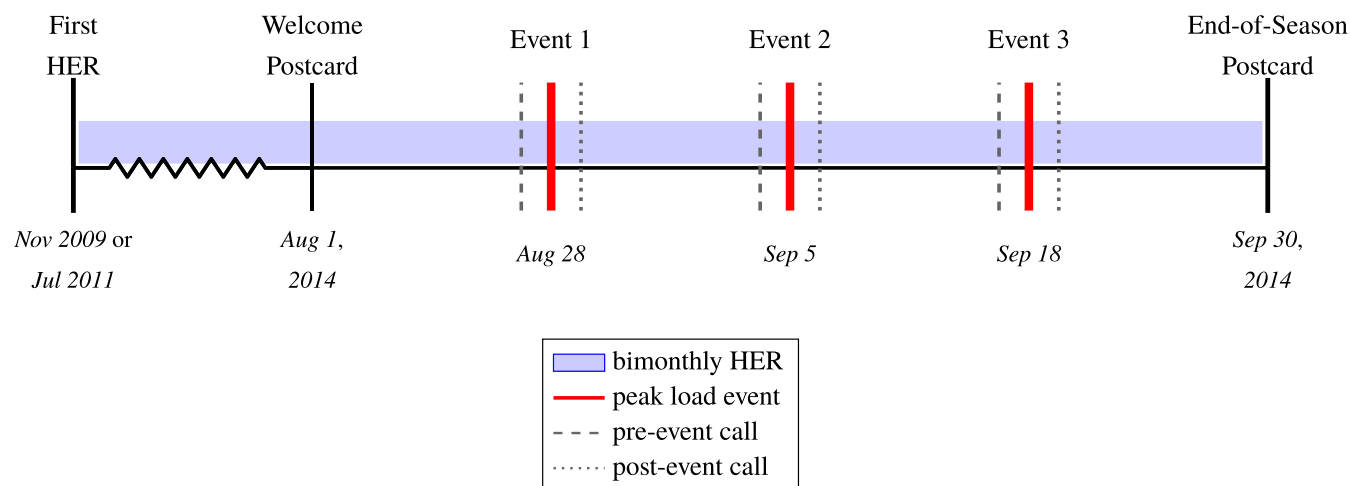 First
HER
Welcome
Postcard
Event 1
Event 2
Event 3
End-of-Season
Postcard
Nov 2009 or
Jul 2011
Aug 1,
2014
Aug 28
Sep 5
Sep 18
Sep 30,
2014
bimonthly HER
peak load event
pre-event call
post-event call